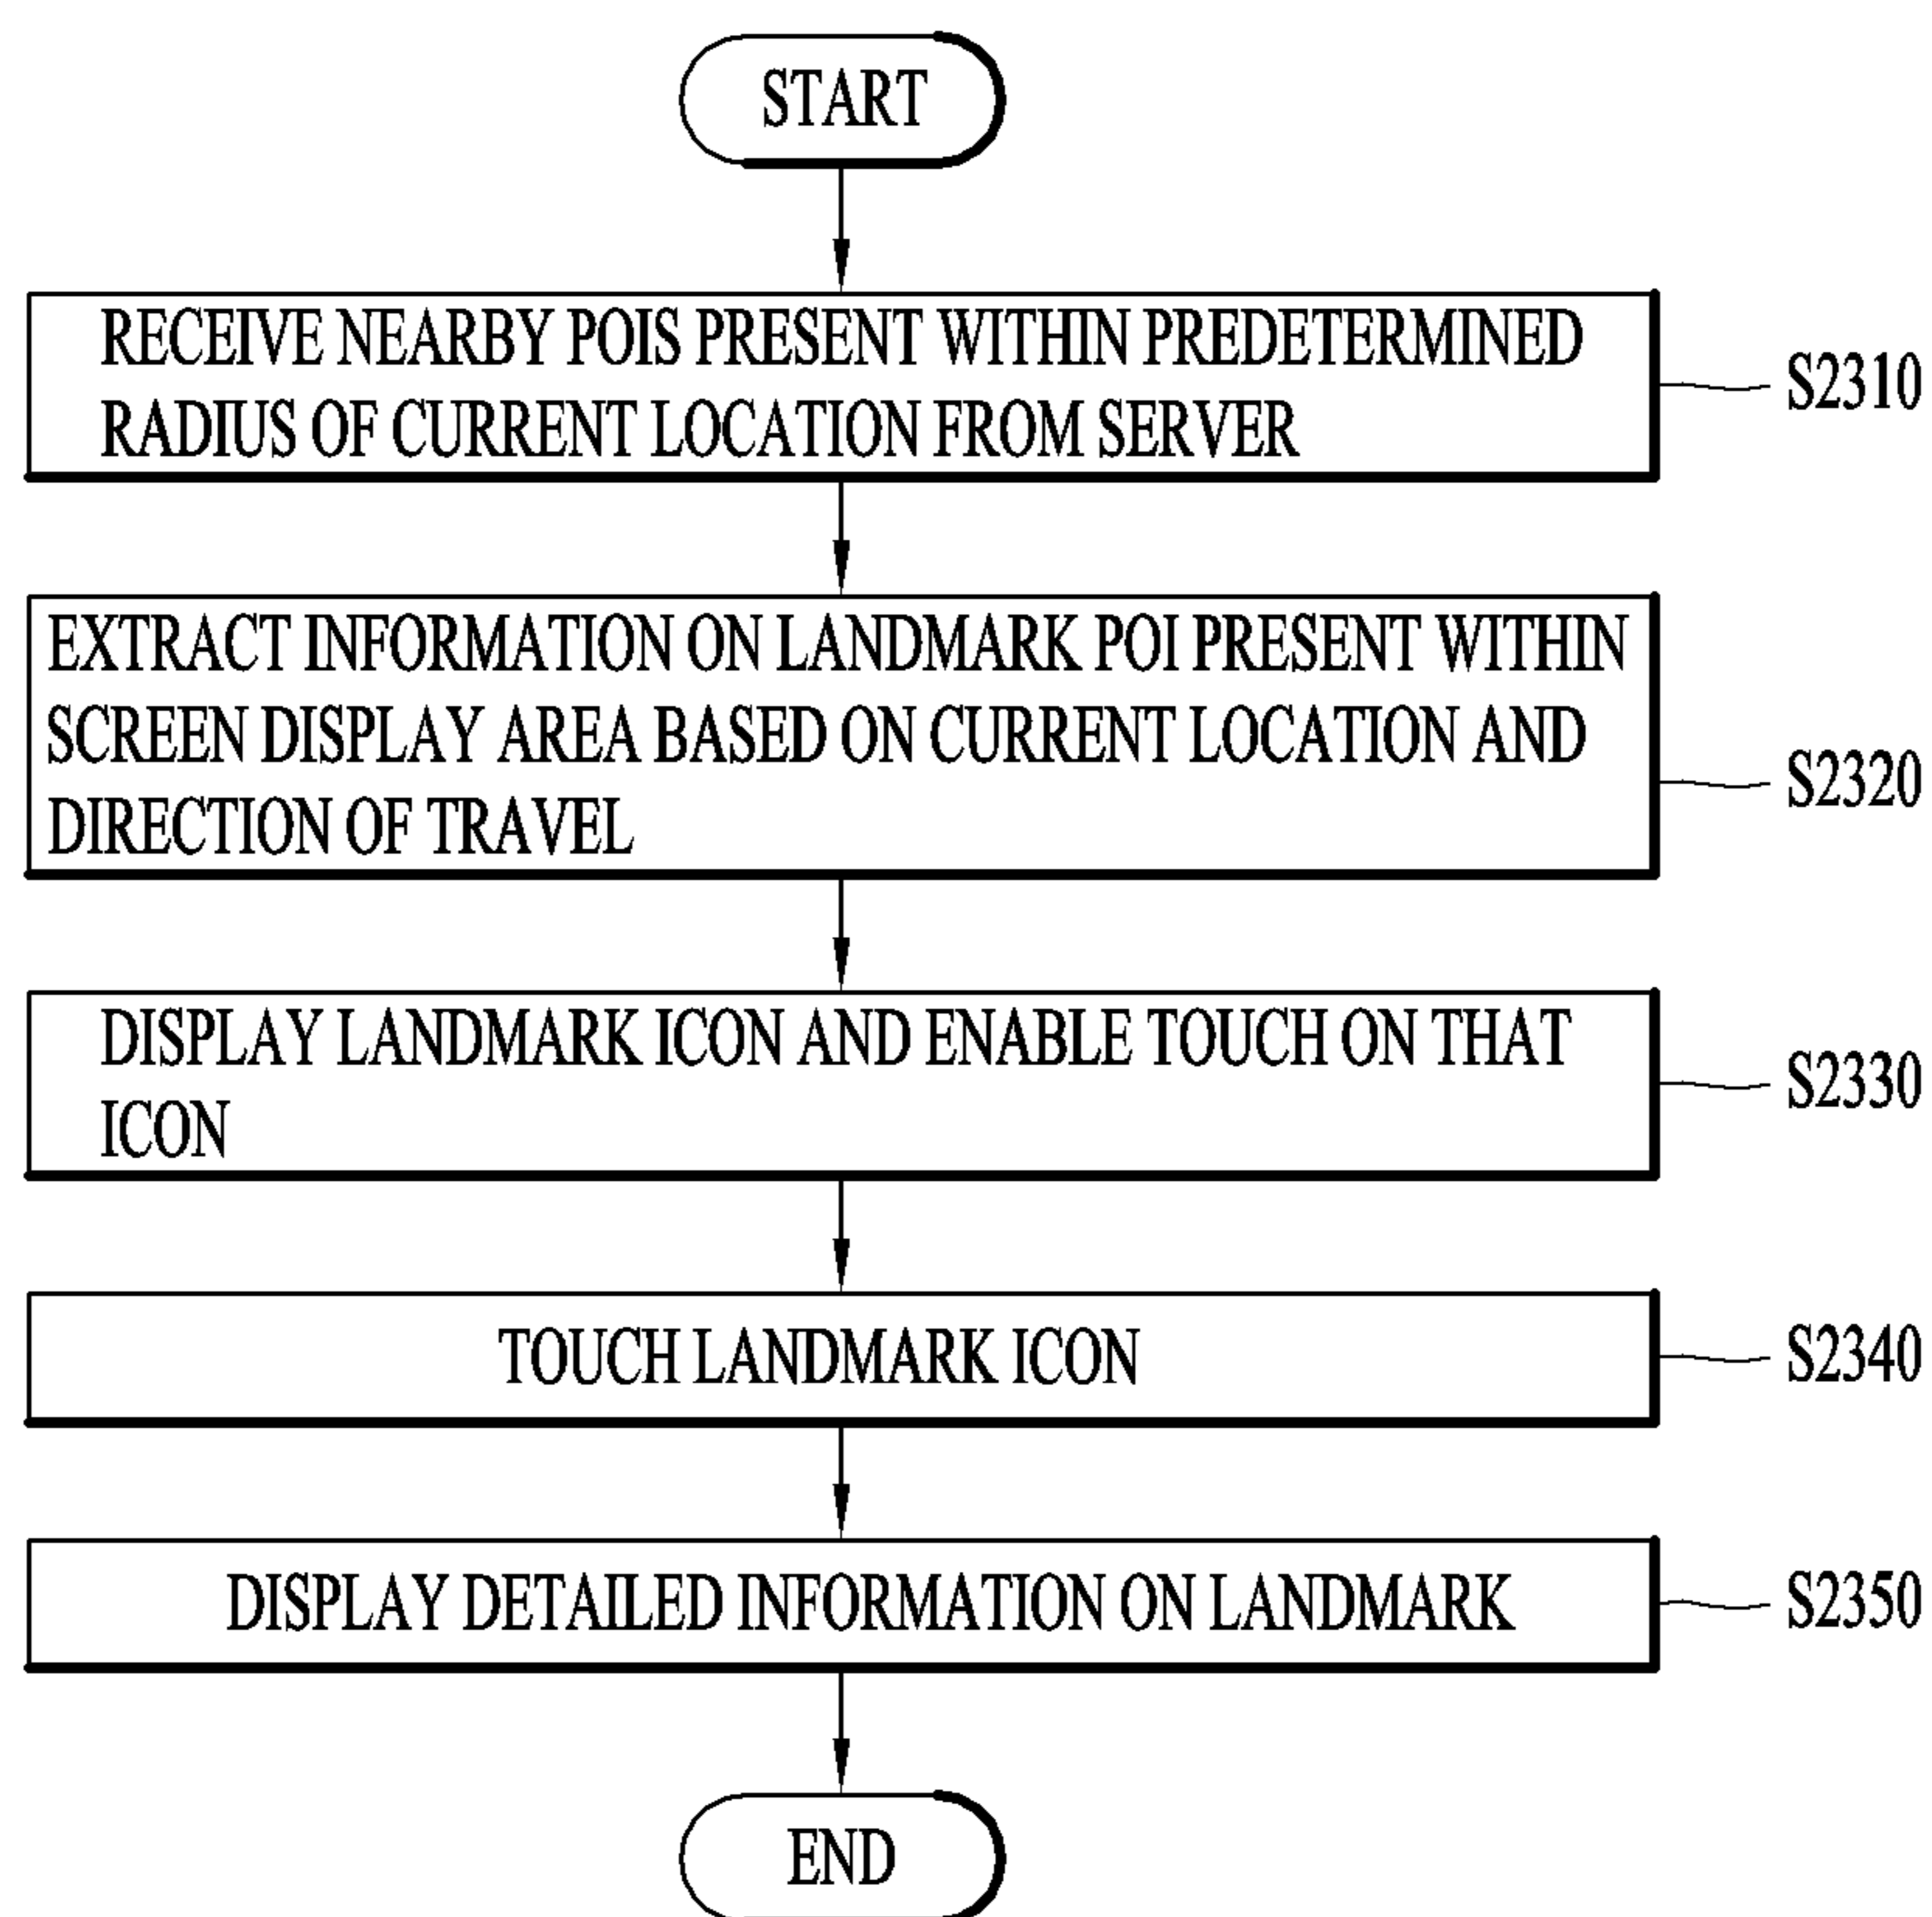 START
RECEIVE NEARBY POIS PRESENT WITHIN PREDETERMINED
RADIUS OF CURRENT LOCATION FROM SERVER
S2310
EXTRACT INFORMATION ON LANDMARK POI PRESENT WITHIN
SCREEN DISPLAY AREA BASED ON CURRENT LOCATION AND
DIRECTION OF TRAVEL
S2320
DISPLAY LANDMARK ICON AND ENABLE TOUCH ON THAT
ICON
S2330
TOUCH LANDMARK ICON
S2340
DISPLAY DETAILED INFORMATION ON LANDMARK
S2350
END